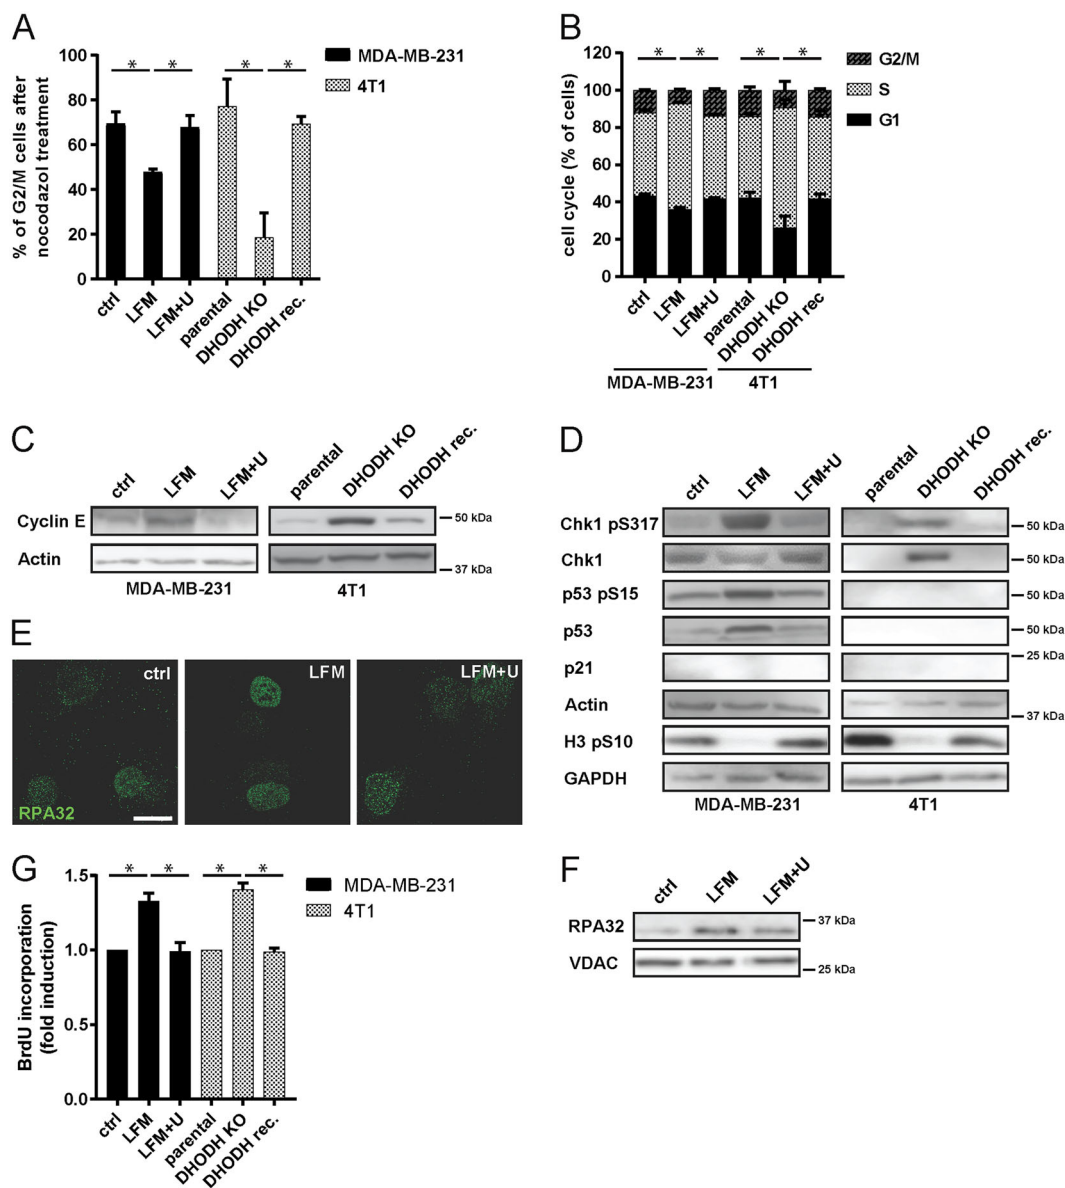 A
% of G2/M cells after
nocodazol treatment
100
80
60
40
20
0
* * * *
MDA-MB-231
4T1
ctrl
LFM
LFM+U
parental
DHODH KO
DHODH rec.
B
cell cycle (% of cells)
120
100
80
60
40
20
0
* * * *
G2/M
S
G1
ctrl
LFM
LFM+U
parental
DHODH KO
DHODH rec
MDA-MB-231
4T1
C
ctrl
LFM
LFM+U
parental
DHODH KO
DHODH rec.
Cyclin E
50 kDa
Actin
37 kDa
MDA-MB-231
4T1
D
ctrl
LFM
LFM+U
parental
DHODH KO
DHODH rec.
Chk1 pS317
50 kDa
Chk1
50 kDa
p53 pS15
50 kDa
p53
50 kDa
25 kDa
p21
Actin
37 kDa
H3 pS10
GAPDH
MDA-MB-231
4T1
E
ctrl
LFM
LFM+U
RPA32
G
BrdU incorporation
(fold induction)
1.5
1.0
0.5
0.0
* * * *
MDA-MB-231
4T1
ctrl
LFM
LFM+U
parental
DHODH KO
DHODH rec.
F
ctrl
LFM
LFM+U
37 kDa
RPA32
VDAC
25 kDa